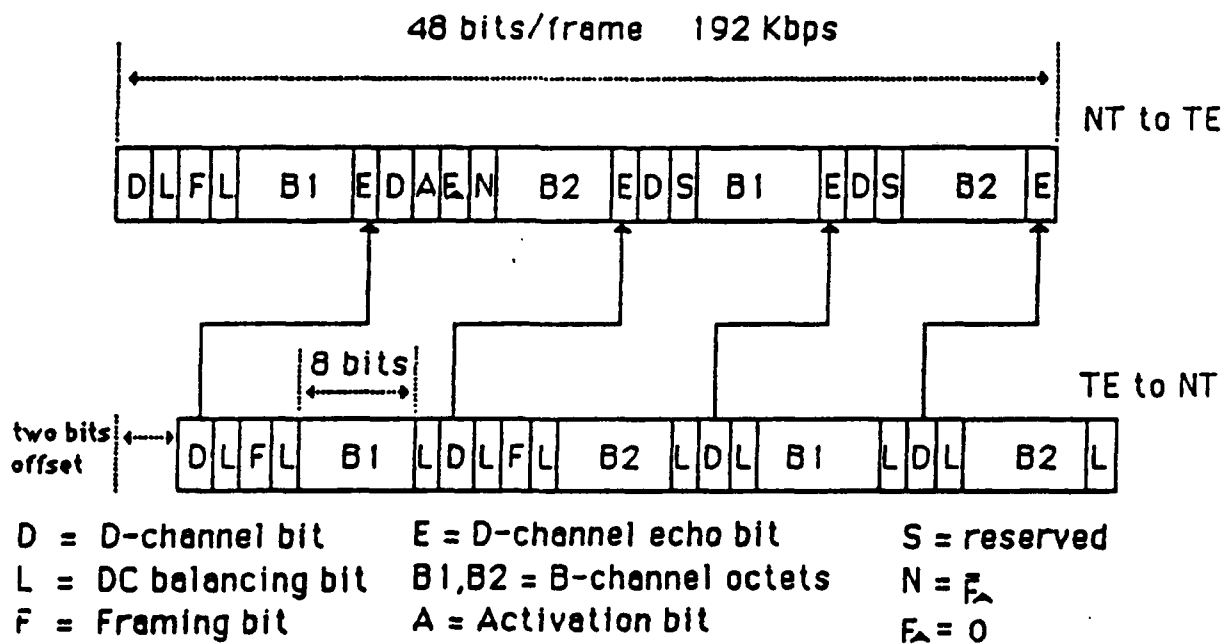 48 bits/frame 192 Kbps
NT to TE
D L F L B1 E D A F̂ N B2 E D S B1 E D S B2 E
8 bits
TE to NT
two bits
offset
D L F L B1 L D L F L B2 L D L B1 L D L B2 L
D = D-channel bit E = D-channel echo bit S = reserved
L = DC balancing bit B1,B2 = B-channel octets N = F̄A
F = Framing bit A = Activation bit FA = 0